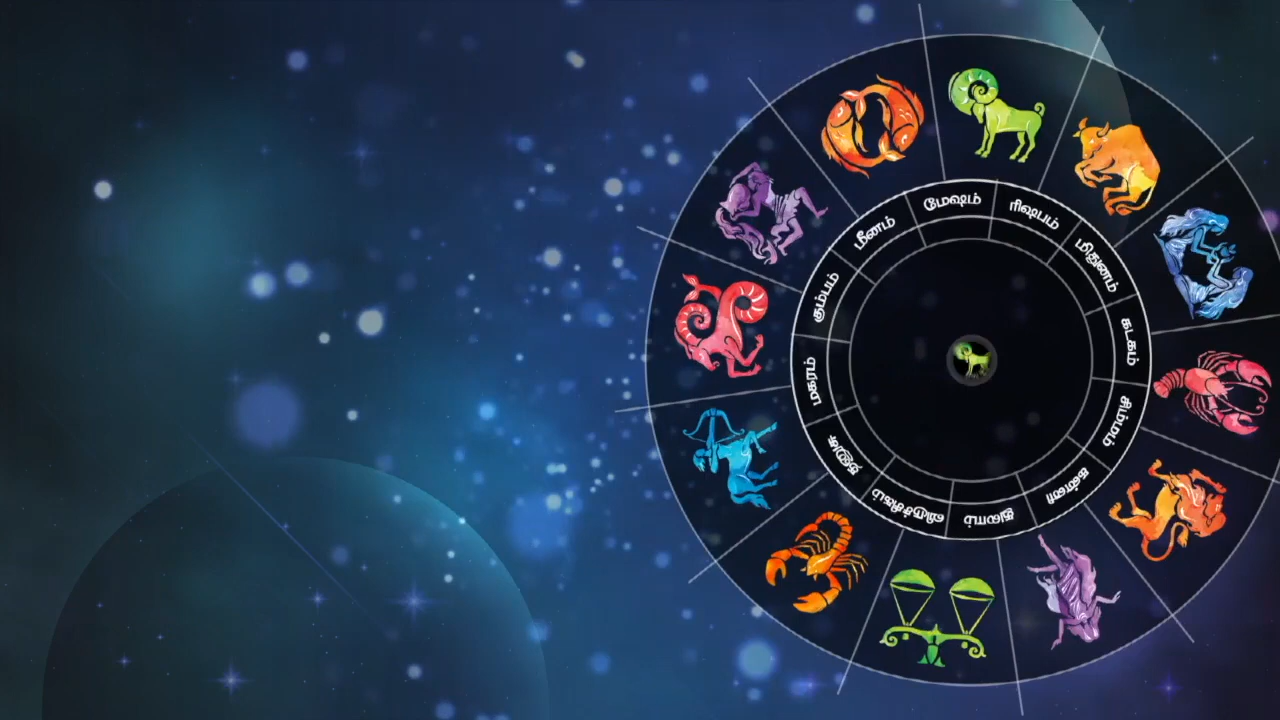 மேஷம்
ரிஷபம்
மிதுனம்
கடகம்
சிம்மம்
கன்னி
துலாம்
விருச்சிகம்
தனுசு
மகரம்
கும்பம்
மீனம்